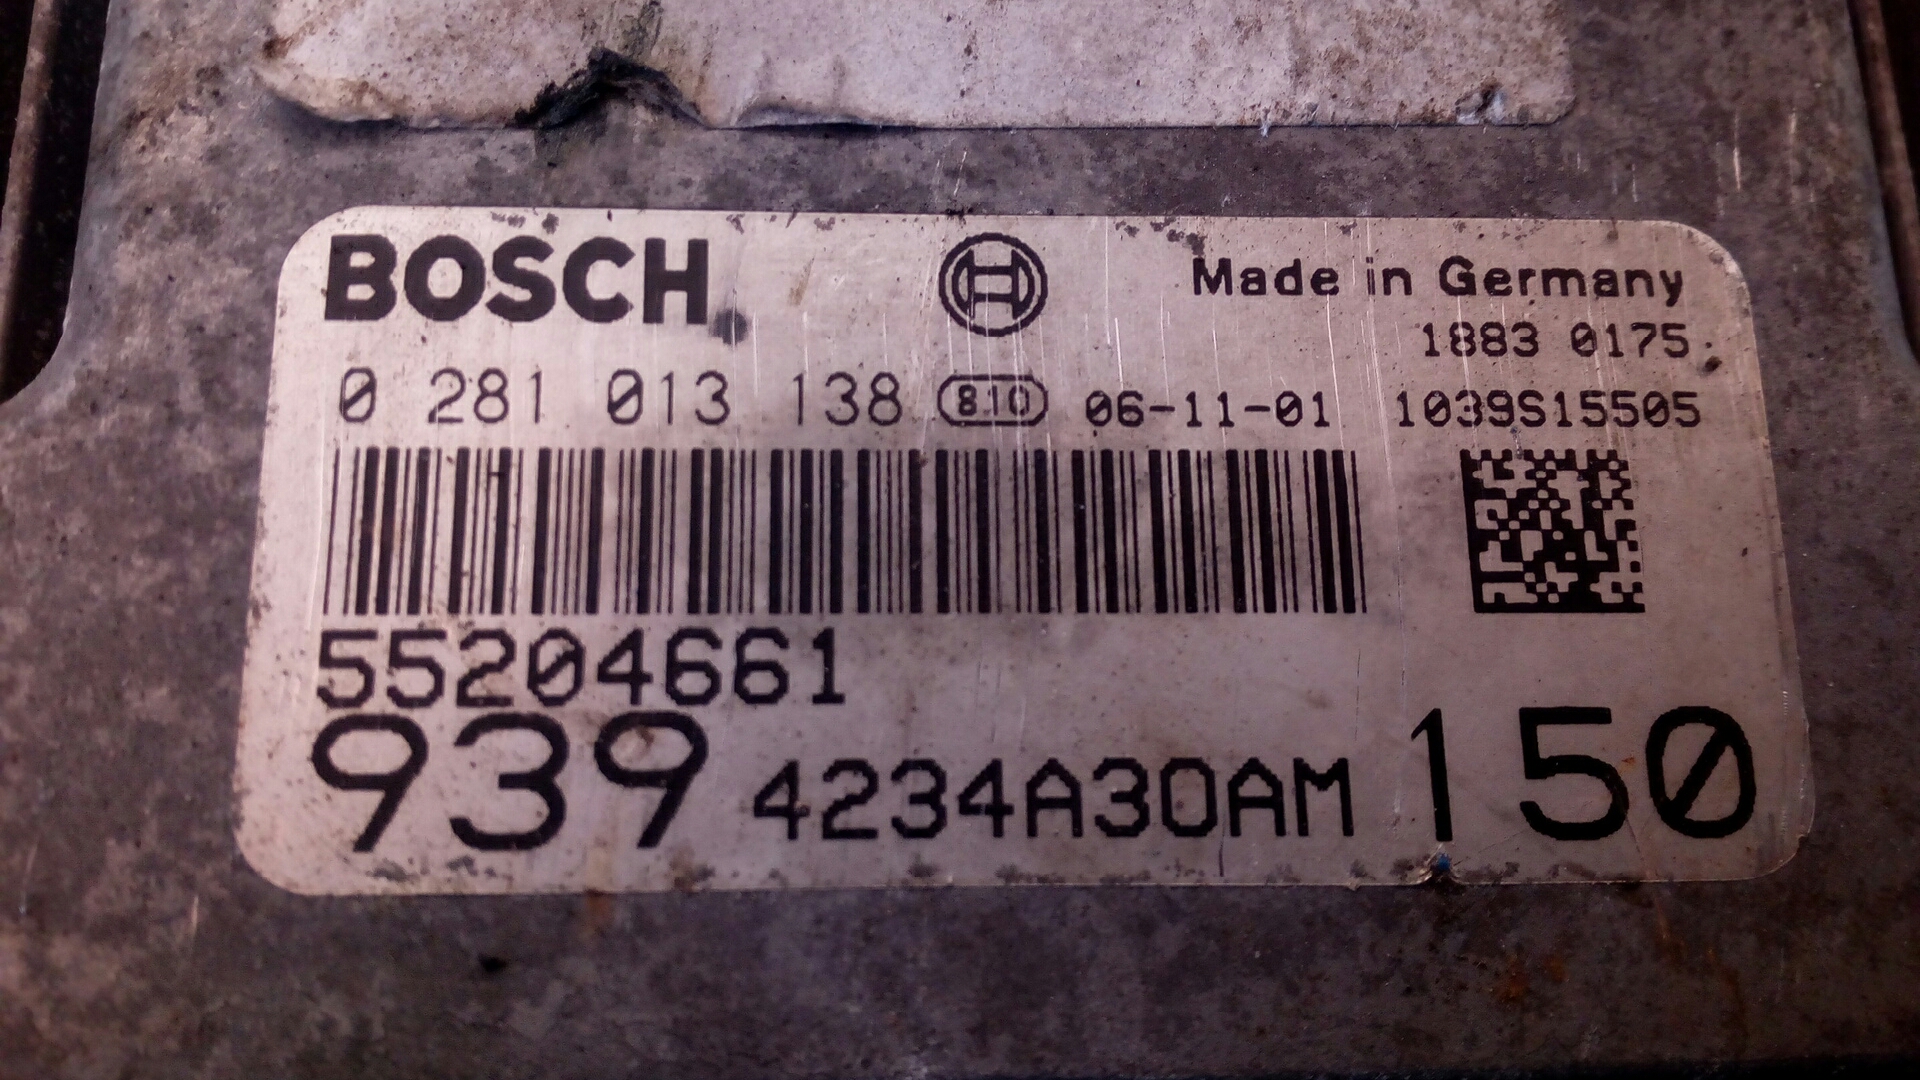 BOSCH Made in Germany
1883 0175
0 281 013 138 810 06-11-01 1039S15505
55204661
939 4234A30AM 150